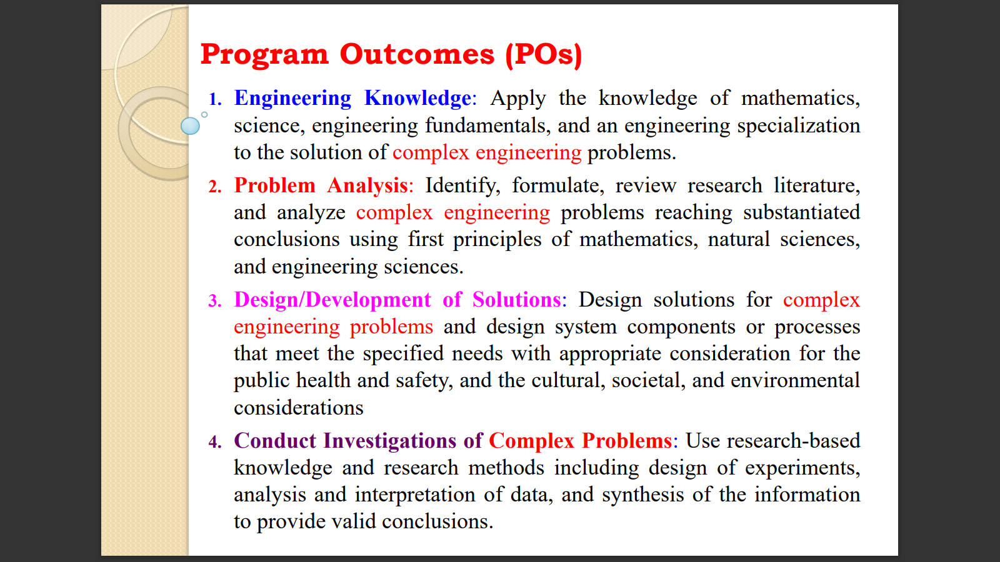 Program Outcomes (POs)
1. Engineering Knowledge: Apply the knowledge of mathematics,
science, engineering fundamentals, and an engineering specialization
to the solution of complex engineering problems.
2. Problem Analysis: Identify, formulate, review research literature,
and analyze complex engineering problems reaching substantiated
conclusions using first principles of mathematics, natural sciences,
and engineering sciences.
3. Design/Development of Solutions: Design solutions for complex
engineering problems and design system components or processes
that meet the specified needs with appropriate consideration for the
public health and safety, and the cultural, societal, and environmental
considerations
4. Conduct Investigations of Complex Problems: Use research-based
knowledge and research methods including design of experiments,
analysis and interpretation of data, and synthesis of the information
to provide valid conclusions.